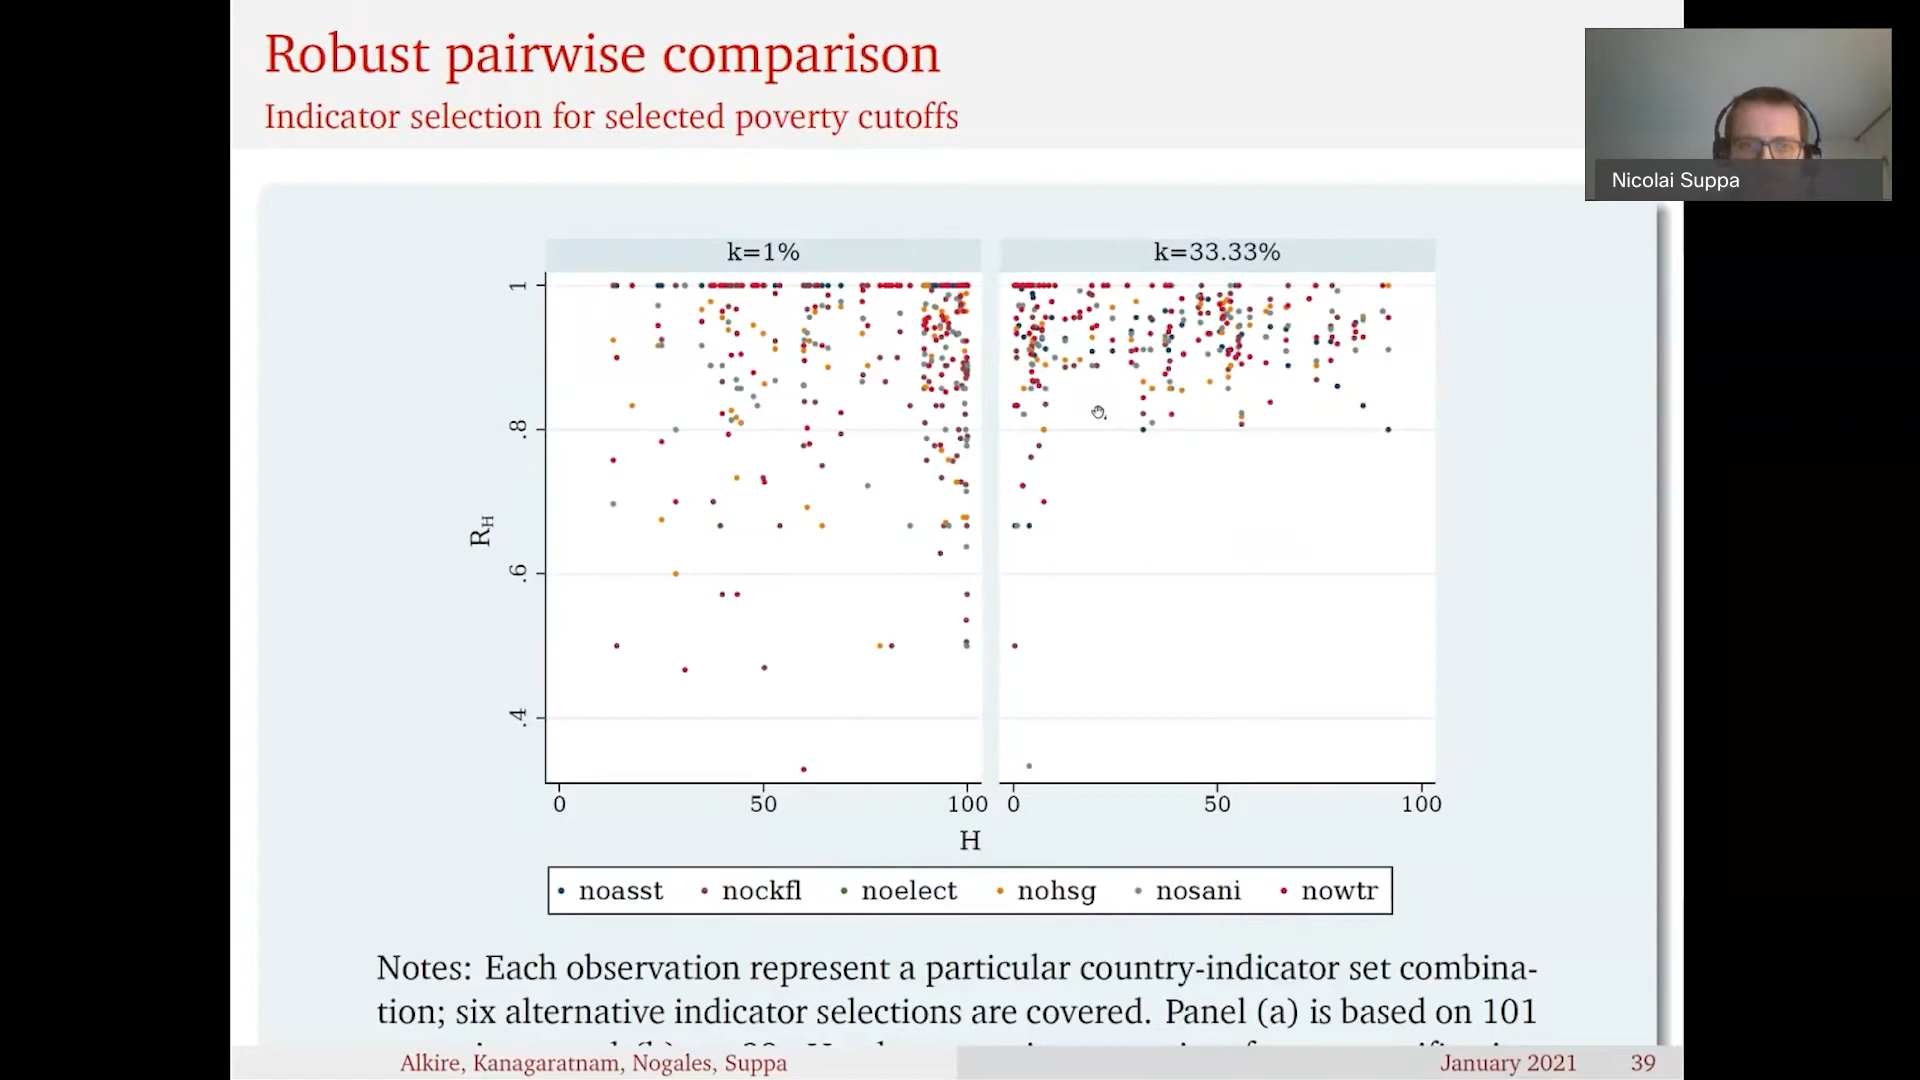 Robust pairwise comparison
Indicator selection for selected poverty cutoffs
Nicolai Suppa
k=1%
k=33.33%
1
.8
.6
.4
R_H
0 50 100 0 50 100
H
noasst nockfl noelect nohsg nosani nowtr
Notes: Each observation represent a particular country-indicator set combina-
tion; six alternative indicator selections are covered. Panel (a) is based on 101
Alkire, Kanagaratnam, Nogales, Suppa
January 2021 39